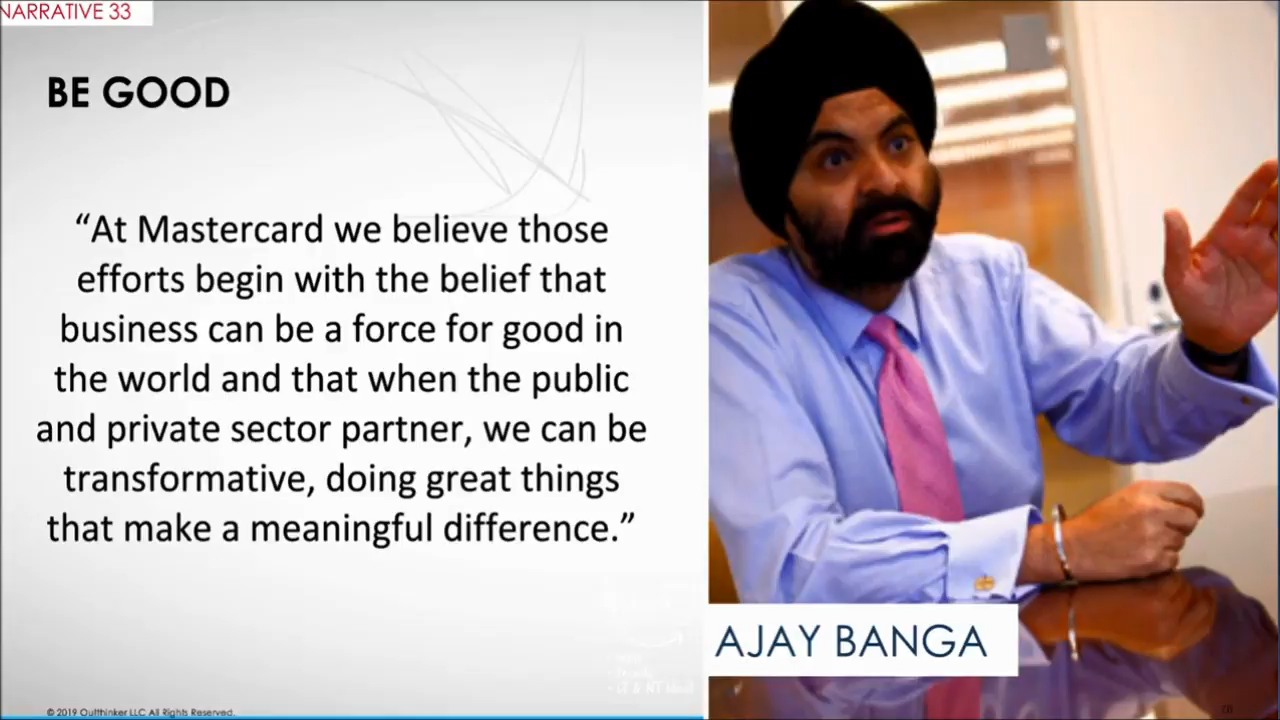 NARRATIVE 33
BE GOOD
“At Mastercard we believe those
efforts begin with the belief that
business can be a force for good in
the world and that when the public
and private sector partner, we can be
transformative, doing great things
that make a meaningful difference.”
AJAY BANGA
© 2019 Outthinker LLC All Rights Reserved.